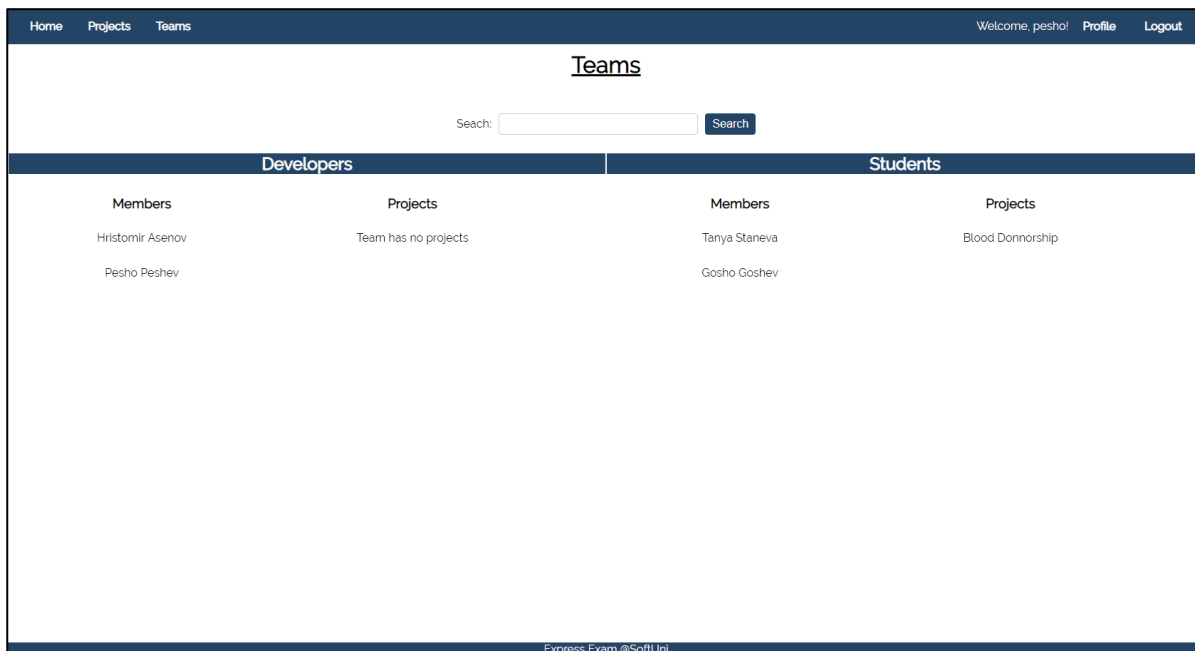 Home Projects Teams Welcome, pesho! Profile Logout
Teams
Seach: Search
Developers Students
Members Projects Members Projects
Hristomir Asenov Team has no projects Tanya Staneva Blood Donnorship
Pesho Peshev Gosho Goshev
Express Exam @SoftUni